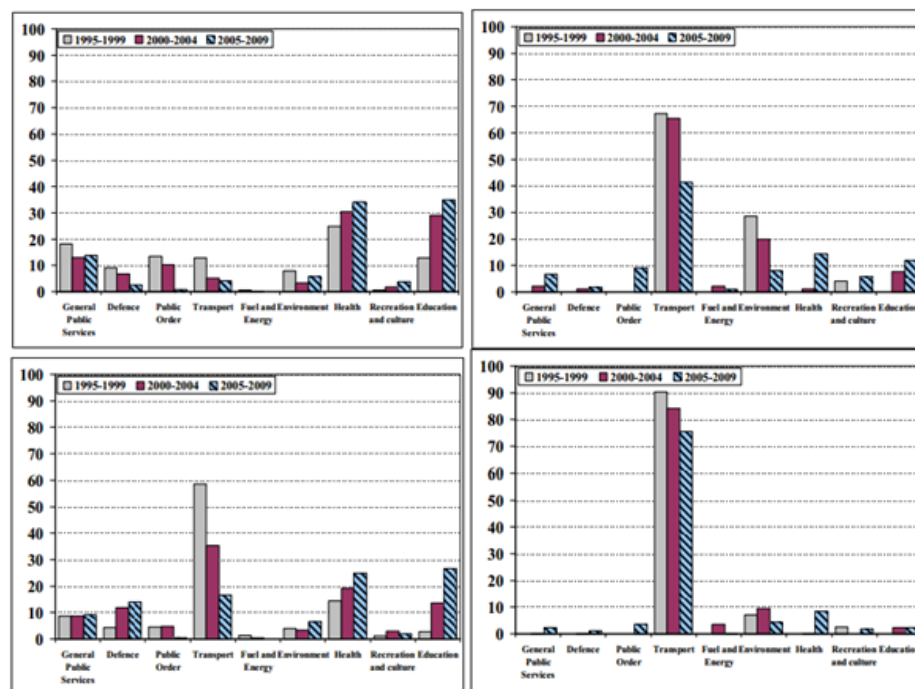 100
90
80
70
60
50
40
30
20
10
0
1995-1999 2000-2004 2005-2009
General Public Services
Defence
Public Order
Transport
Fuel and Energy
Environment
Health
Recreation and culture
Education
100
90
80
70
60
50
40
30
20
10
0
1995-1999 2000-2004 2005-2009
General Public Services
Defence
Public Order
Transport
Fuel and Energy
Environment
Health
Recreation and culture
Education
100
90
80
70
60
50
40
30
20
10
0
1995-1999 2000-2004 2005-2009
General Public Services
Defence
Public Order
Transport
Fuel and Energy
Environment
Health
Recreation and culture
Education
100
90
80
70
60
50
40
30
20
10
0
1995-1999 2000-2004 2005-2009
General Public Services
Defence
Public Order
Transport
Fuel and Energy
Environment
Health
Recreation and culture
Education